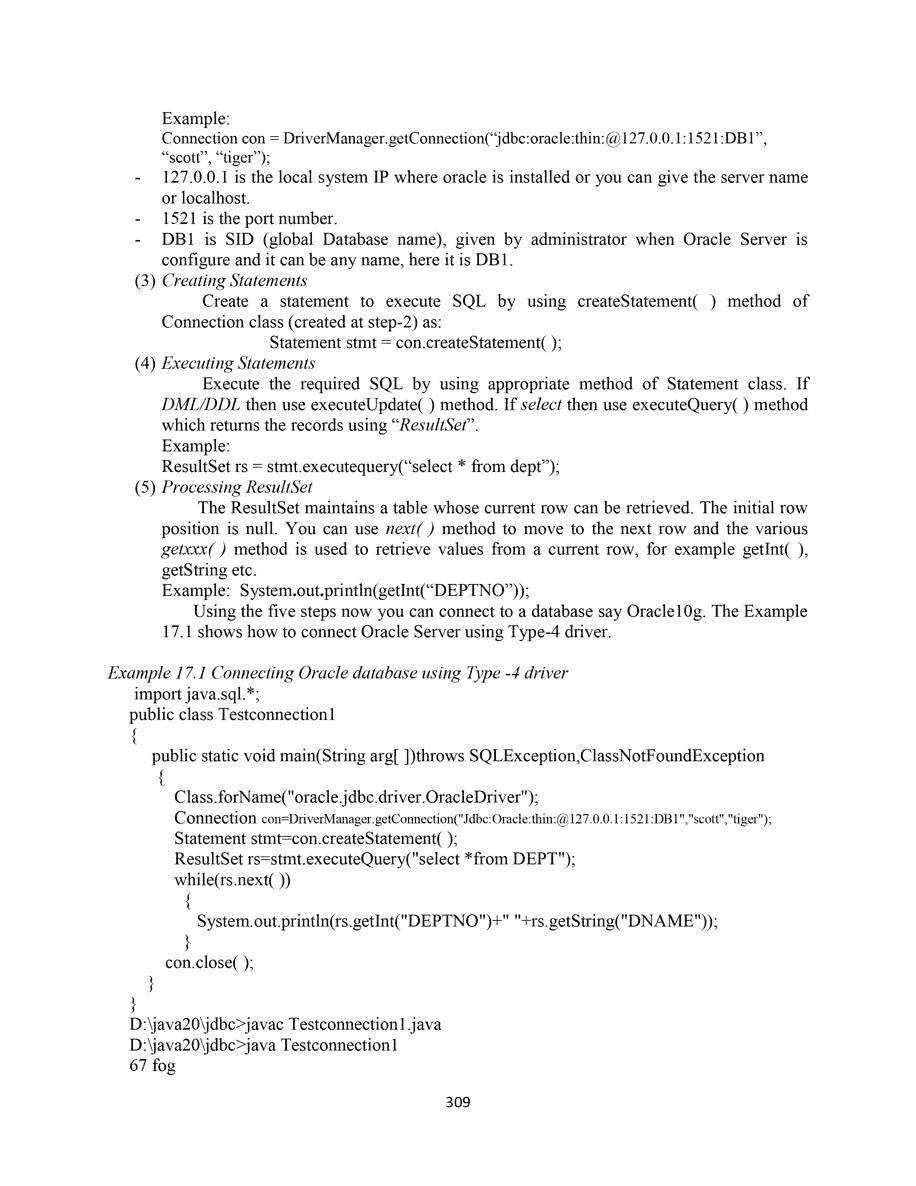 Example:
Connection con = DriverManager.getConnection(“jdbc:oracle:thin:@127.0.0.1:1521:DB1”,
“scott”, “tiger”);
- 127.0.0.1 is the local system IP where oracle is installed or you can give the server name
or localhost.
- 1521 is the port number.
- DB1 is SID (global Database name), given by administrator when Oracle Server is
configure and it can be any name, here it is DB1.
(3) Creating Statements
Create a statement to execute SQL by using createStatement( ) method of
Connection class (created at step-2) as:
Statement stmt = con.createStatement( );
(4) Executing Statements
Execute the required SQL by using appropriate method of Statement class. If
DML/DDL then use executeUpdate( ) method. If select then use executeQuery( ) method
which returns the records using “ResultSet”.
Example:
ResultSet rs = stmt.executequery(“select * from dept”);
(5) Processing ResultSet
The ResultSet maintains a table whose current row can be retrieved. The initial row
position is null. You can use next( ) method to move to the next row and the various
getxxx( ) method is used to retrieve values from a current row, for example getInt( ),
getString etc.
Example: System.out.println(getInt(“DEPTNO”));
Using the five steps now you can connect to a database say Oracle10g. The Example
17.1 shows how to connect Oracle Server using Type-4 driver.
Example 17.1 Connecting Oracle database using Type -4 driver
import java.sql.*;
public class Testconnection1
{
public static void main(String arg[ ])throws SQLException,ClassNotFoundException
{
Class.forName("oracle.jdbc.driver.OracleDriver");
Connection con=DriverManager.getConnection("Jdbc:Oracle:thin:@127.0.0.1:1521:DB1","scott","tiger");
Statement stmt=con.createStatement( );
ResultSet rs=stmt.executeQuery("select *from DEPT");
while(rs.next( ))
{
System.out.println(rs.getInt("DEPTNO")+" "+rs.getString("DNAME"));
}
con.close( );
}
}
D:\java20\jdbc>javac Testconnection1.java
D:\java20\jdbc>java Testconnection1
67 fog
309